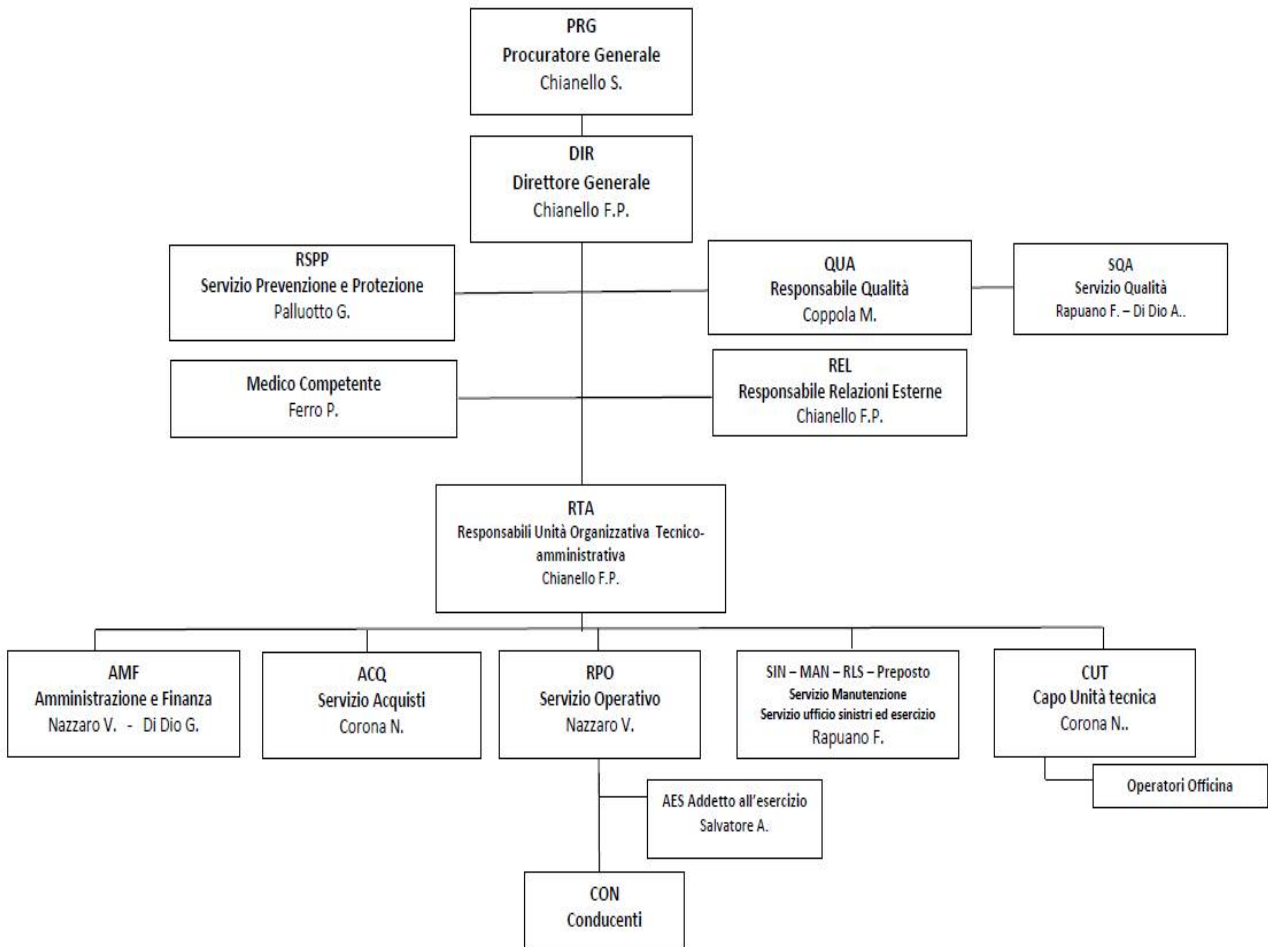 PRG
Procuratore Generale
Chianello S.
DIR
Direttore Generale
Chianello F.P.
RSPP
Servizio Prevenzione e Protezione
Palluotto G.
QUA
Responsabile Qualità
Coppola M.
SQA
Servizio Qualità
Rapuano F. – Di Dio A..
Medico Competente
Ferro P.
REL
Responsabile Relazioni Esterne
Chianello F.P.
RTA
Responsabili Unità Organizzativa Tecnico-
amministrativa
Chianello F.P.
AMF
Amministrazione e Finanza
Nazzaro V. - Di Dio G.
ACQ
Servizio Acquisti
Corona N.
RPO
Servizio Operativo
Nazzaro V.
SIN – MAN – RLS – Preposto
Servizio Manutenzione
Servizio ufficio sinistri ed esercizio
Rapuano F.
CUT
Capo Unità tecnica
Corona N..
Operatori Officina
AES Addetto all'esercizio
Salvatore A.
CON
Conducenti